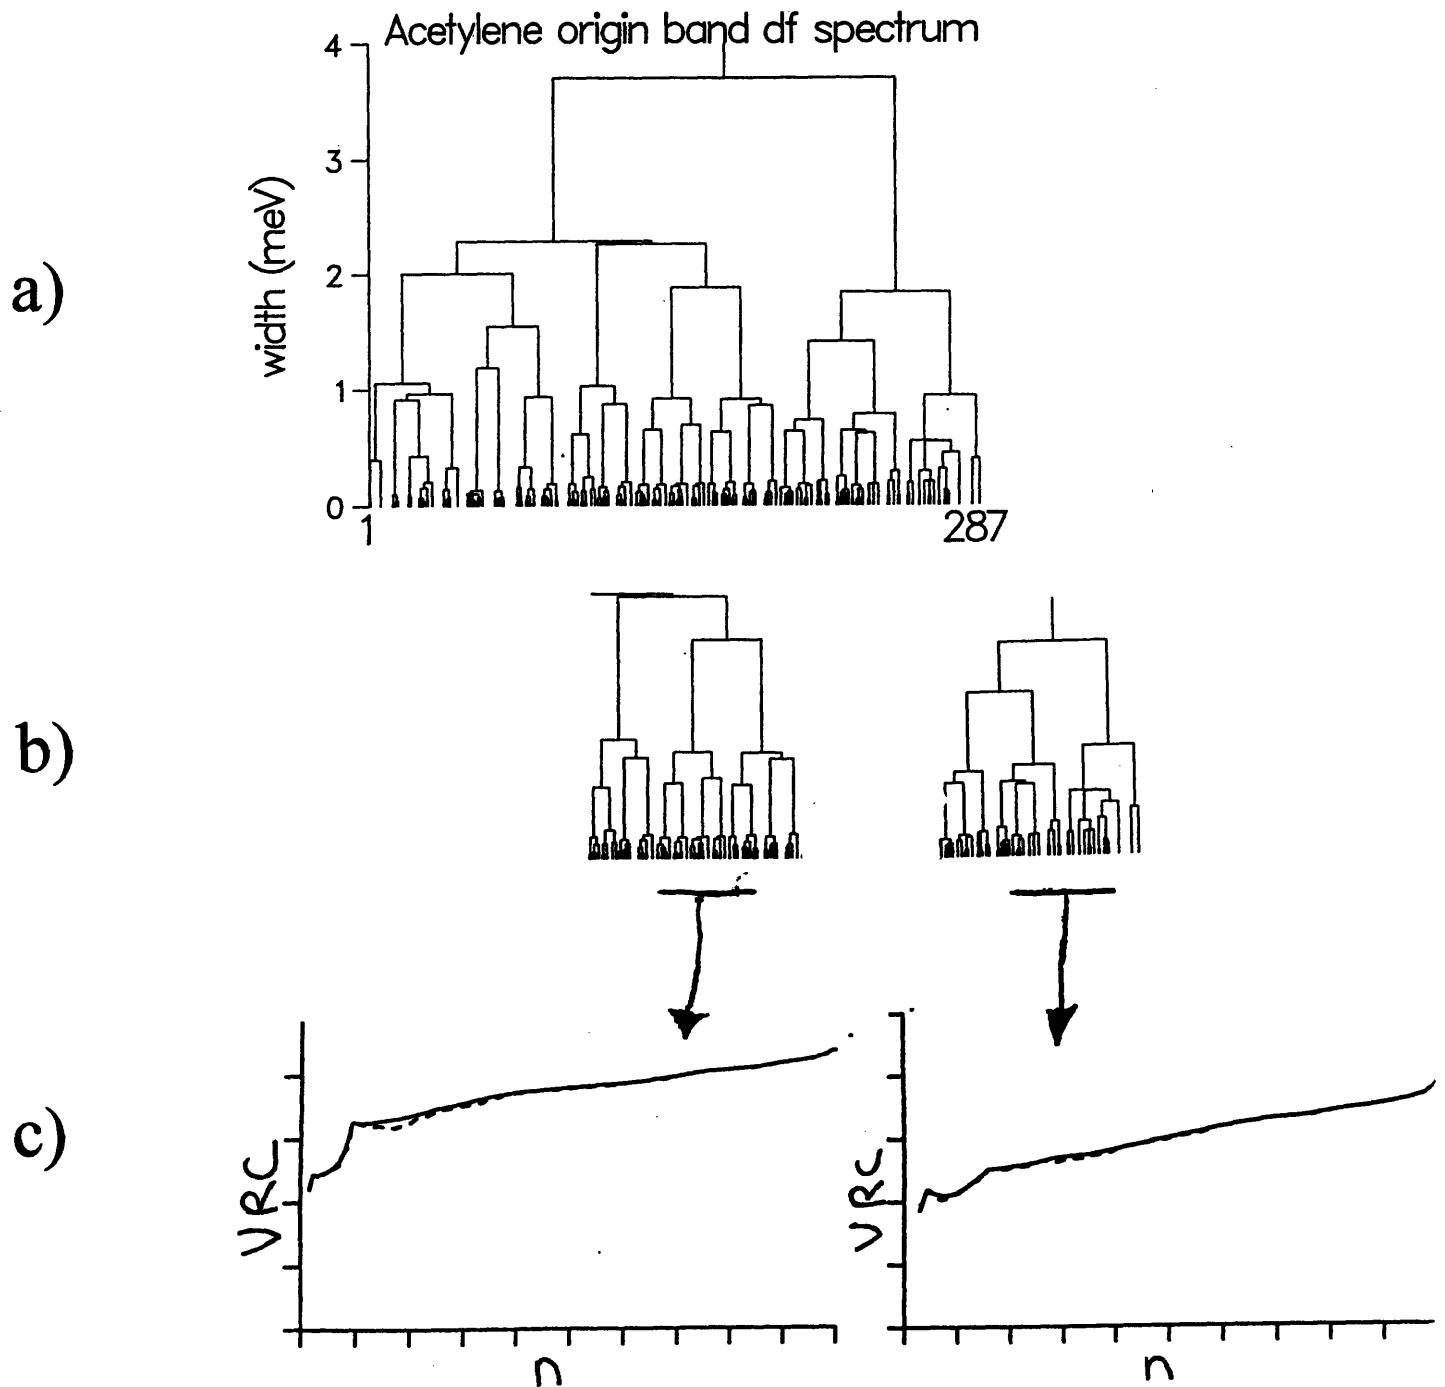 Acetylene origin band df spectrum
4
3
2
1
0
width (meV)
1
287
a)
b)
c)
VRC
n
VRC
n